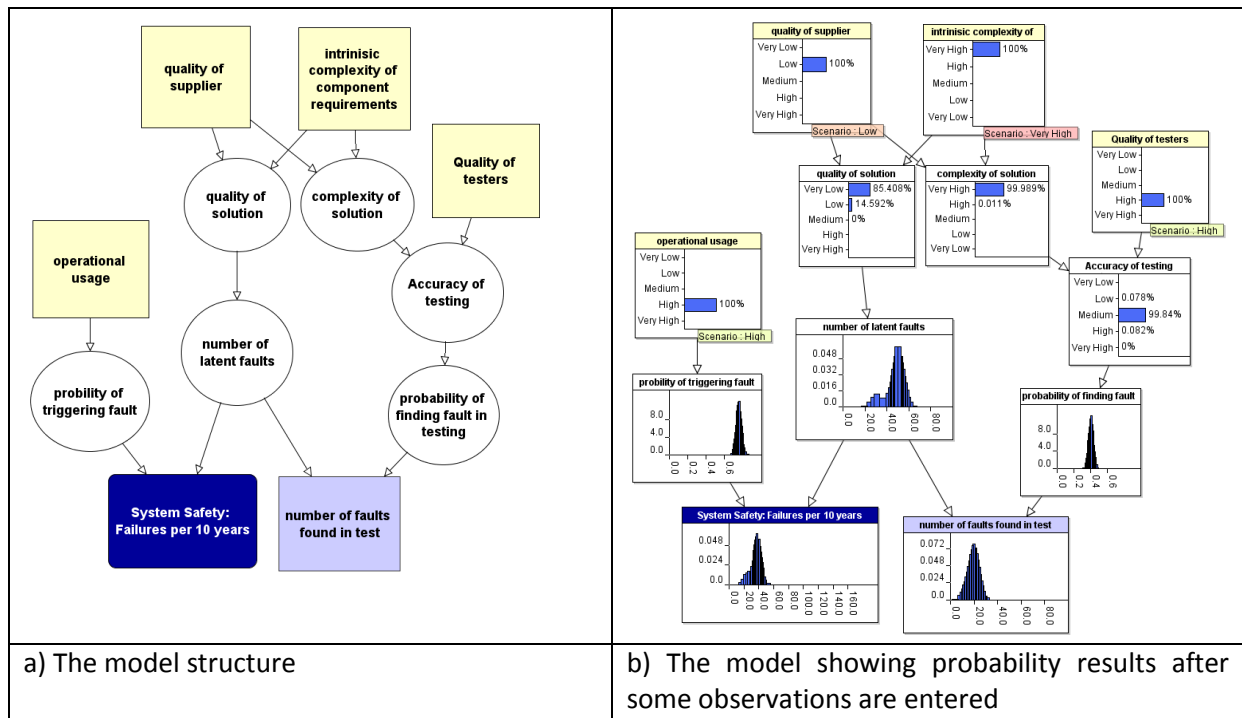 quality of
supplier
intrinisic
complexity of
component
requirements
Quality of
testers
quality of
solution
complexity of
solution
operational
usage
Accuracy of
testing
number of
latent faults
probility of
triggering fault
probability of
finding fault in
testing
System Safety:
Failures per 10 years
number of faults
found in test
a) The model structure
quality of supplier
Very Low
Low 100%
Medium
High
Very High
Scenario : Low
intrinisic complexity of
Very High 100%
High
Medium
Low
Very Low
Scenario : Very High
Quality of testers
Very Low
Low
Medium
High 100%
Very High
Scenario : High
quality of solution
Very Low 85.408%
Low 14.592%
Medium 0%
High
Very High
complexity of solution
Very High 99.989%
High 0.011%
Medium
Low
Very Low
operational usage
Very Low
Low
Medium
High 100%
Very High
Scenario : High
Accuracy of testing
Very Low
Low 0.078%
Medium 99.84%
High 0.082%
Very High 0%
number of latent faults
0.048
0.032
0.016
0.0
0.0 20.0 40.0 60.0 80.0
probility of triggering fault
8.0
4.0
0.0
0.0 0.2 0.4 0.6
probability of finding fault
8.0
4.0
0.0
0.0 0.2 0.4 0.6
System Safety: Failures per 10 years
0.048
0.024
0.0
0.0 20.0 40.0 60.0 80.0 100.0 120.0 140.0 160.0
number of faults found in test
0.072
0.048
0.024
0.0
0.0 20.0 40.0 60.0 80.0
b) The model showing probability results after
some observations are entered